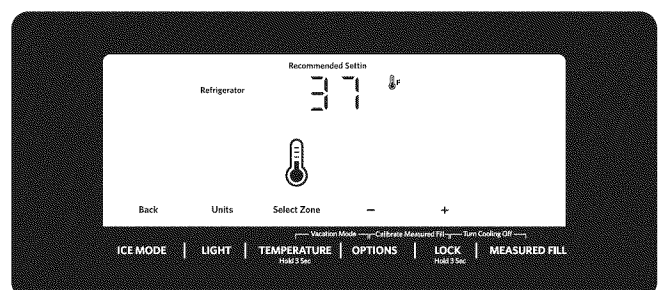 Recommended Settin
Refrigerator 37 F
Back Units Select Zone − +
Vacation Mode Calibrate Measured Fill Turn Cooling Off
ICE MODE | LIGHT | TEMPERATURE | OPTIONS | LOCK | MEASURED FILL
Hold 3 Sec Hold 3 Sec